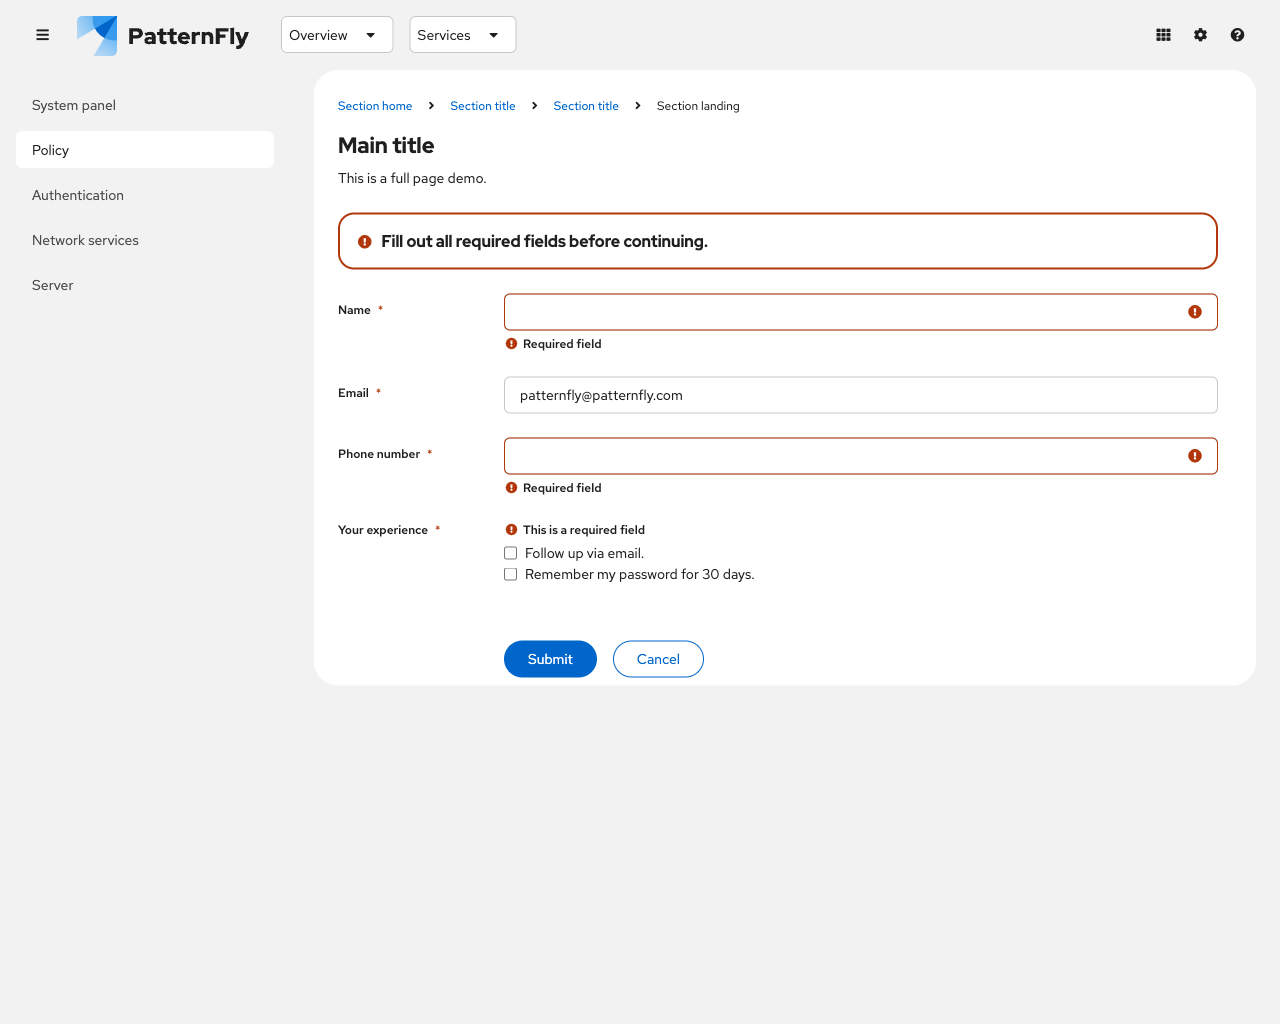 PatternFly
Overview
Services
System panel
Policy
Authentication
Network services
Server
Section home
Section title
Section title
Section landing
Main title
This is a full page demo.
Fill out all required fields before continuing.
Name *
Required field
Email *
patternfly@patternfly.com
Phone number *
Required field
Your experience *
This is a required field
Follow up via email.
Remember my password for 30 days.
Submit
Cancel